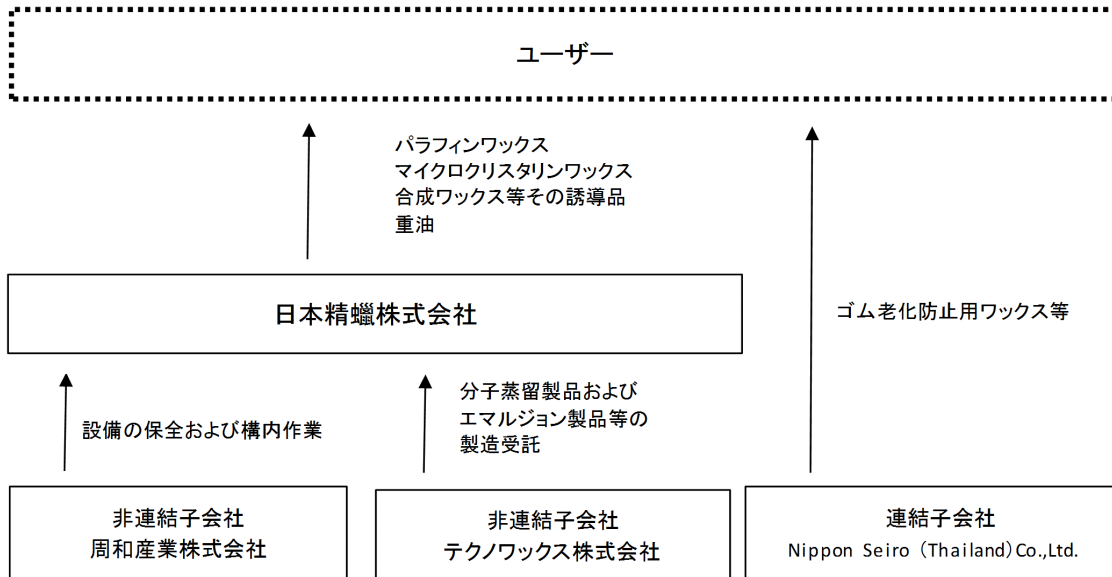 ユーザー
パラフィンワックス
マイクロクリスタリンワックス
合成ワックス等その誘導品
重油
日本精蠟株式会社
ゴム老化防止用ワックス等
設備の保全および構内作業
分子蒸留製品および
エマルジョン製品等の
製造受託
非連結子会社
周和産業株式会社
非連結子会社
テクノワックス株式会社
連結子会社
Nippon Seiro (Thailand)Co.,Ltd.